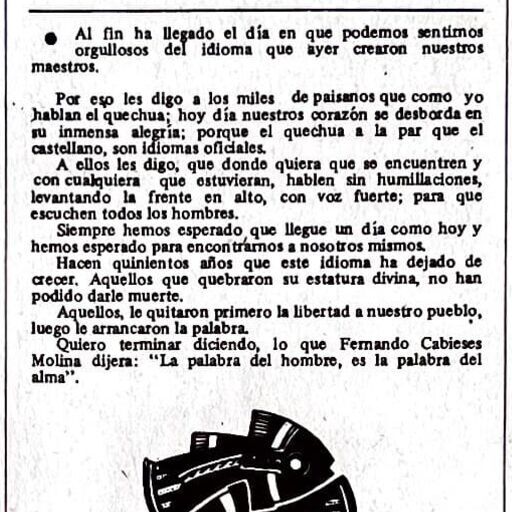 ● Al fin ha llegado el día en que podemos sentirnos
orgullosos del idioma que ayer crearon nuestros
maestros.
Por eso les digo a los miles de paisanos que como yo
hablan el quechua; hoy día nuestros corazón se desborda en
su inmensa alegría; porque el quechua a la par que el
castellano, son idiomas oficiales.
A ellos les digo, que donde quiera que se encuentren y
con cualquiera que estuvieran, hablen sin humillaciones,
levantando la frente en alto, con voz fuerte; para que
escuchen todos los hombres.
Siempre hemos esperado que llegue un día como hoy y
hemos esperado para encontrarnos a nosotros mismos.
Hacen quinientos años que este idioma ha dejado de
crecer. Aquellos que quebraron su estatura divina, no han
podido darle muerte.
Aquellos, le quitaron primero la libertad a nuestro pueblo,
luego le arrancaron la palabra.
Quiero terminar diciendo, lo que Fernando Cabieses
Molina dijera: "La palabra del hombre, es la palabra del
alma".